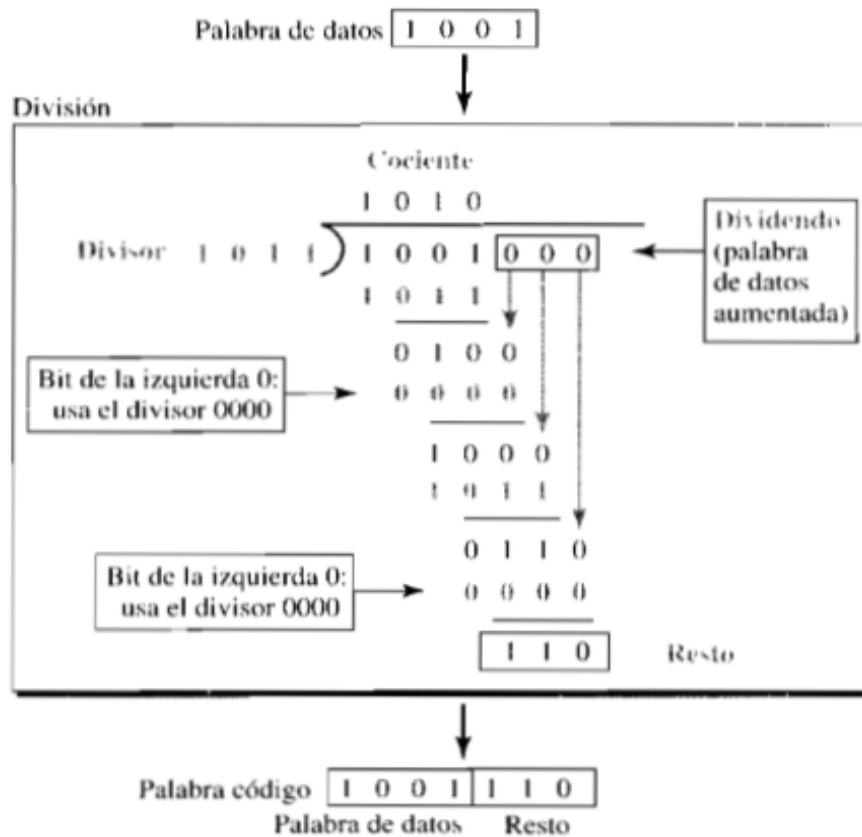 Palabra de datos 1 0 0 1
División
Cociente
1 0 1 0
Divisor 1 0 1 1 1 0 0 1 0 0 0
Dividendo
(palabra
de datos
aumentada)
1 0 1 1
0 1 0 0
Bit de la izquierda 0:
usa el divisor 0000
0 0 0 0
1 0 0 0
1 0 1 1
0 1 1 0
Bit de la izquierda 0:
usa el divisor 0000
0 0 0 0
1 1 0 Resto
Palabra código 1 0 0 1 1 1 0
Palabra de datos Resto